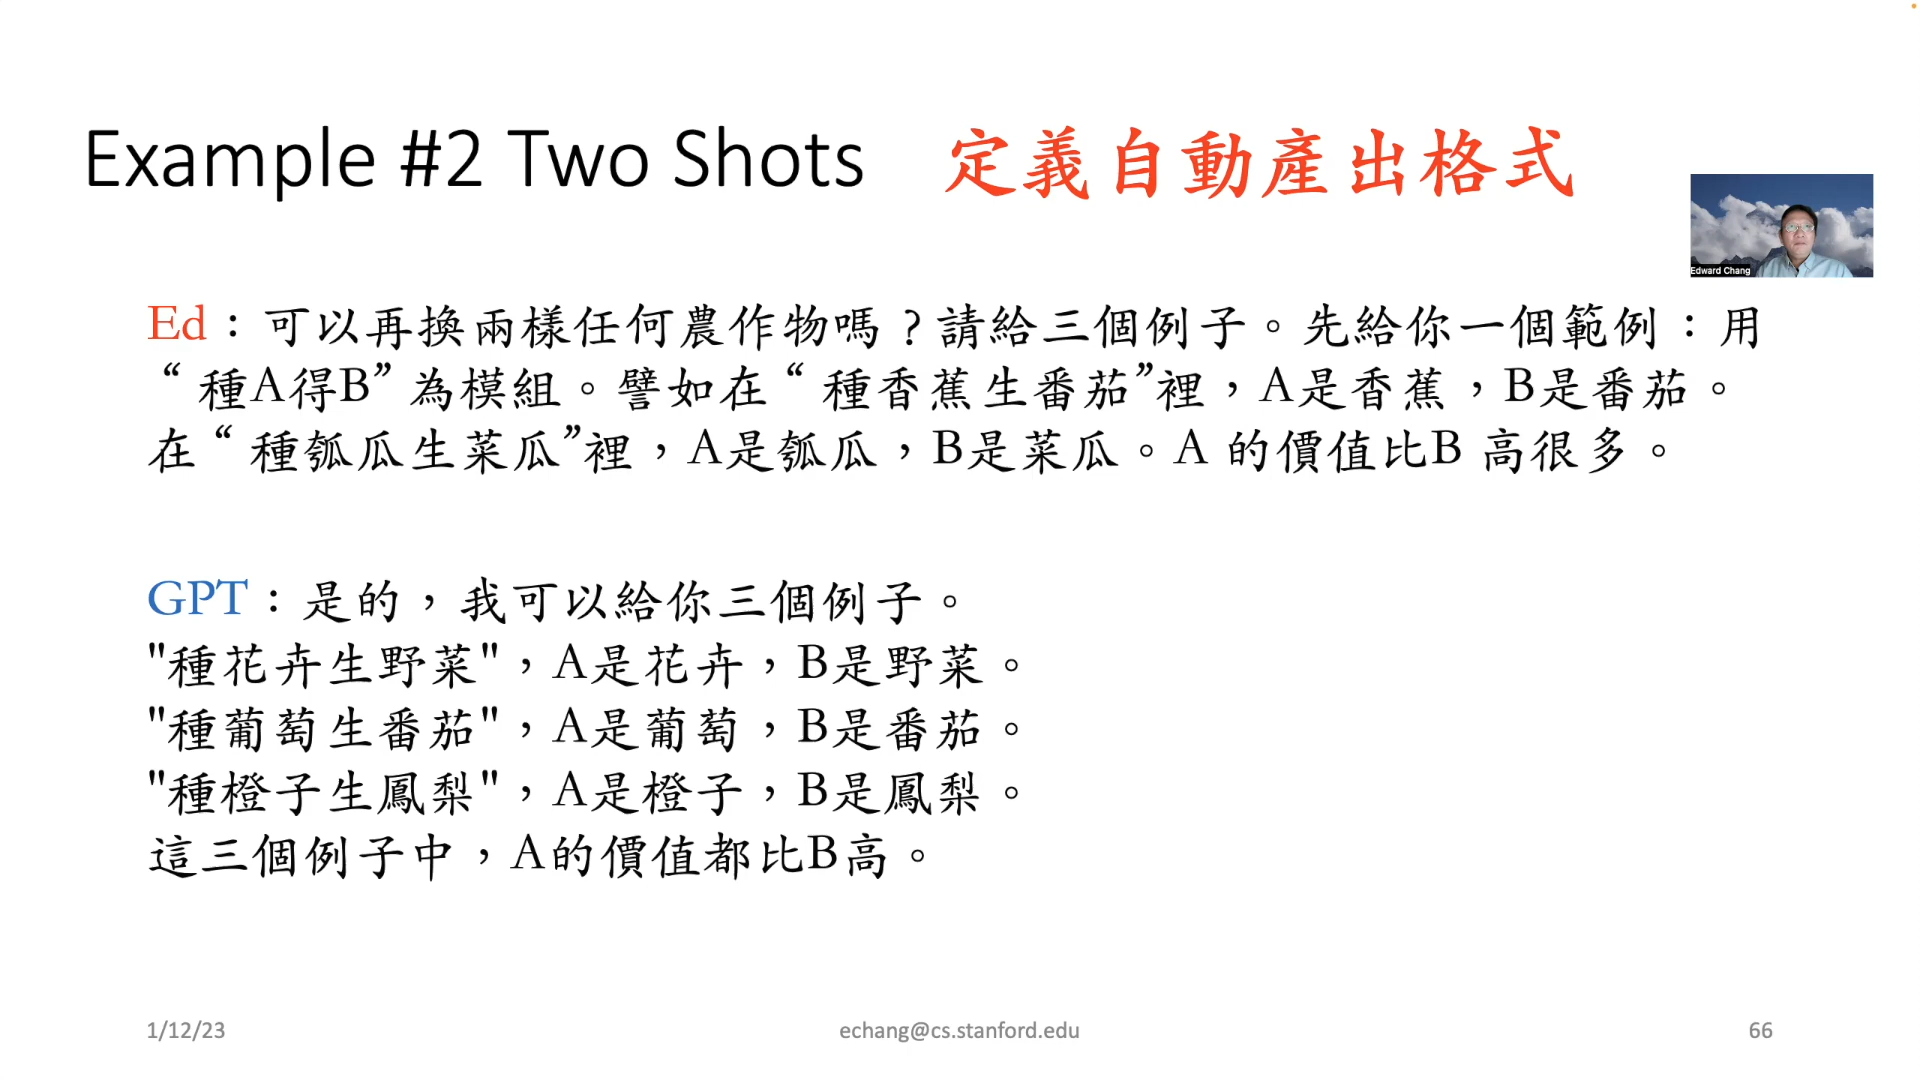 Example #2 Two Shots 定義自動產出格式
Edward Chang
Ed：可以再換兩樣任何農作物嗎？請給三個例子。先給你一個範例：用
“種A得B”為模組。譬如在“種香蕉生番茄”裡，A是香蕉，B是番茄。
在“種瓠瓜生菜瓜”裡，A是瓠瓜，B是菜瓜。A 的價值比B 高很多。
GPT：是的，我可以給你三個例子。
"種花卉生野菜"，A是花卉，B是野菜。
"種葡萄生番茄"，A是葡萄，B是番茄。
"種橙子生鳳梨"，A是橙子，B是鳳梨。
這三個例子中，A的價值都比B高。
1/12/23 echang@cs.stanford.edu 66